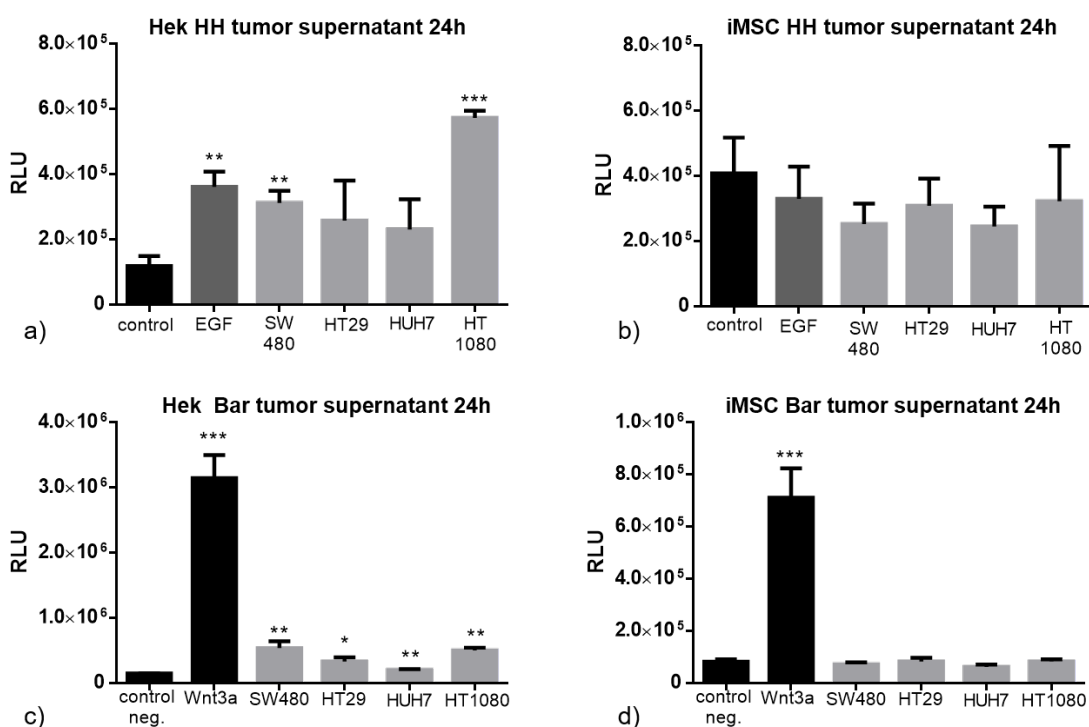 Hek HH tumor supernatant 24h
8.0×10⁵
6.0×10⁵
4.0×10⁵
2.0×10⁵
0
RLU
**
**
***
control
EGF
SW
480
HT29
HUH7
HT
1080
a)
iMSC HH tumor supernatant 24h
8.0×10⁵
6.0×10⁵
4.0×10⁵
2.0×10⁵
0
RLU
control
EGF
SW
480
HT29
HUH7
HT
1080
b)
Hek Bar tumor supernatant 24h
4.0×10⁶
3.0×10⁶
2.0×10⁶
1.0×10⁶
0
RLU
***
**
*
**
**
control
neg.
Wnt3a
SW480
HT29
HUH7
HT1080
c)
iMSC Bar tumor supernatant 24h
1.0×10⁶
8.0×10⁵
6.0×10⁵
4.0×10⁵
2.0×10⁵
0
RLU
***
control
neg.
Wnt3a
SW480
HT29
HUH7
HT1080
d)